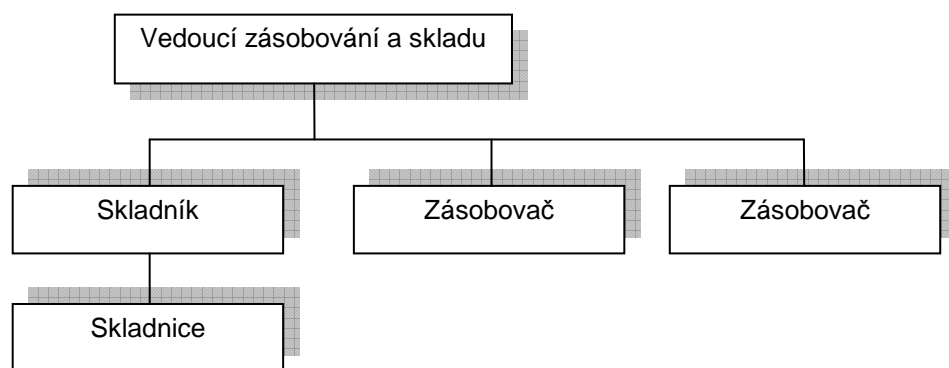 Vedoucí zásobování a skladu
Skladník
Zásobovač
Zásobovač
Skladnice